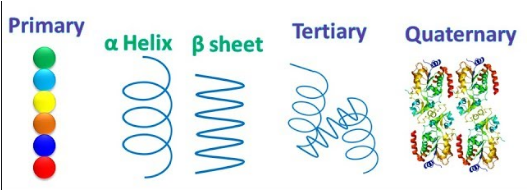 Primary
α Helix
β sheet
Tertiary
Quaternary